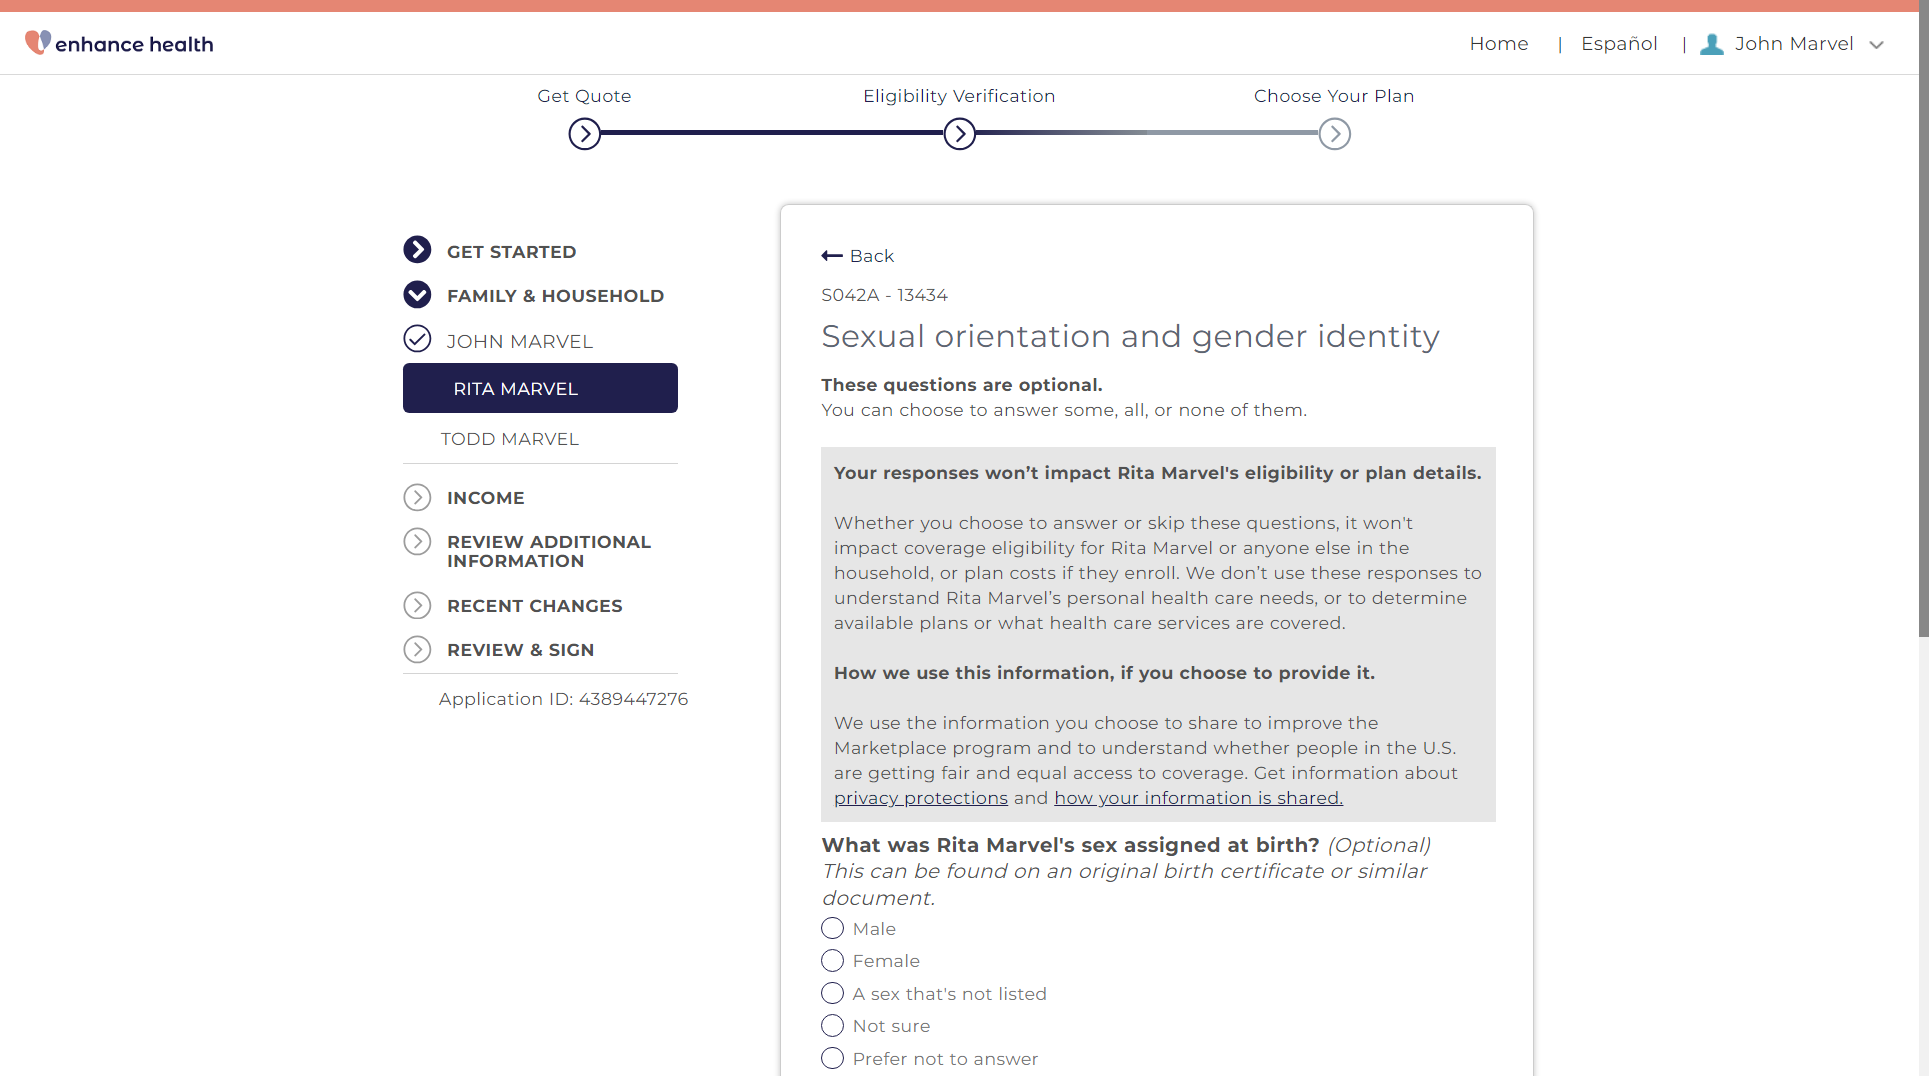 enhance health
Home | Español | John Marvel
Get Quote
Eligibility Verification
Choose Your Plan
GET STARTED
FAMILY & HOUSEHOLD
JOHN MARVEL
RITA MARVEL
TODD MARVEL
INCOME
REVIEW ADDITIONAL
INFORMATION
RECENT CHANGES
REVIEW & SIGN
Application ID: 4389447276
Back
S042A - 13434
Sexual orientation and gender identity
These questions are optional.
You can choose to answer some, all, or none of them.
Your responses won’t impact Rita Marvel's eligibility or plan details.
Whether you choose to answer or skip these questions, it won't
impact coverage eligibility for Rita Marvel or anyone else in the
household, or plan costs if they enroll. We don’t use these responses to
understand Rita Marvel’s personal health care needs, or to determine
available plans or what health care services are covered.
How we use this information, if you choose to provide it.
We use the information you choose to share to improve the
Marketplace program and to understand whether people in the U.S.
are getting fair and equal access to coverage. Get information about
privacy protections and how your information is shared.
What was Rita Marvel's sex assigned at birth? (Optional)
This can be found on an original birth certificate or similar
document.
Male
Female
A sex that's not listed
Not sure
Prefer not to answer